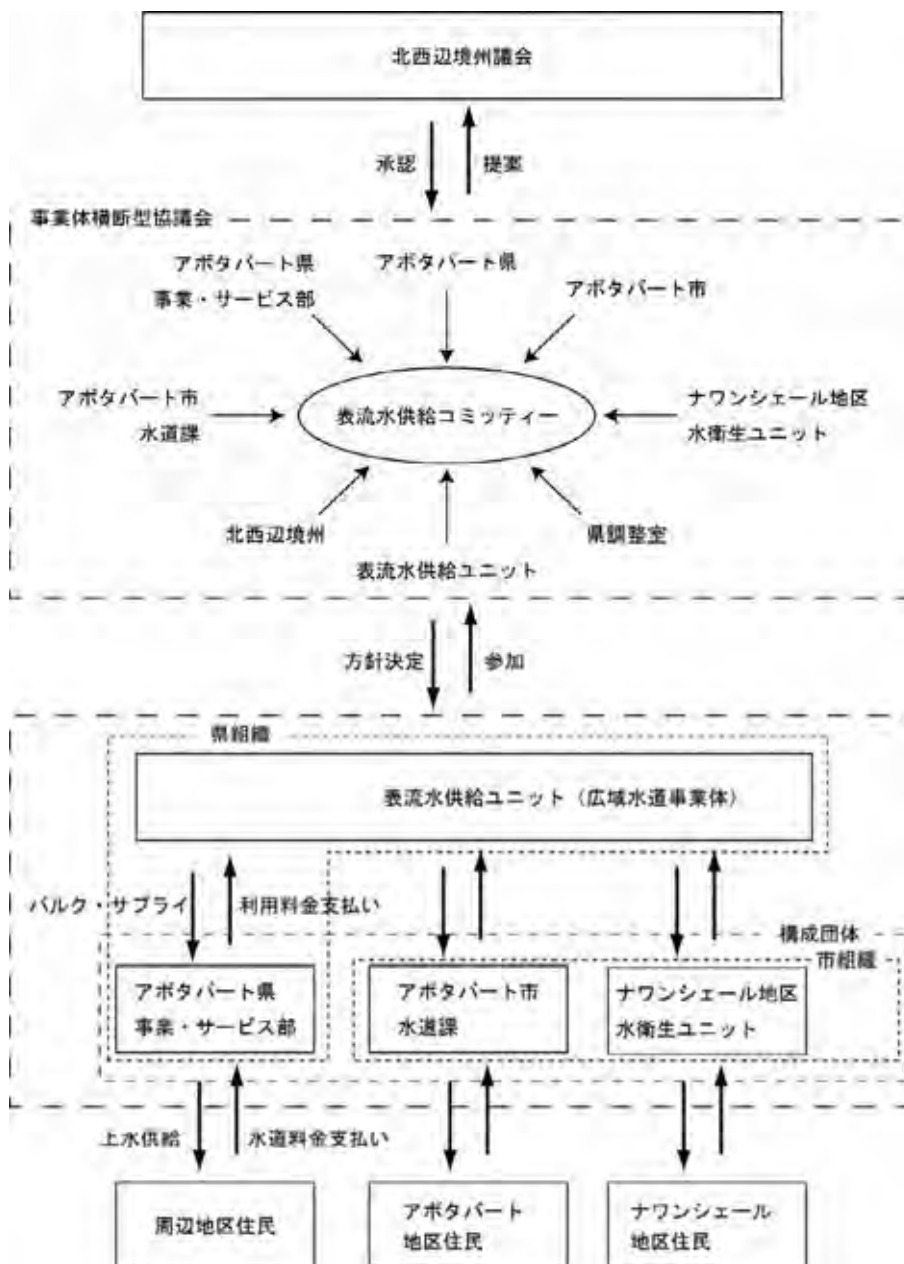 北西辺境州議会
承認
提案
事業体横断型協議会
アボタバート県
事業・サービス部
アボタバート県
アボタバート市
アボタバート市
水道課
表流水供給コミッティー
ナワンシェール地区
水衛生ユニット
北西辺境州
県調整室
表流水供給ユニット
方針決定
参加
県組織
表流水供給ユニット（広域水道事業体）
バルク・サプライ
利用料金支払い
構成団体
市組織
アボタバート県
事業・サービス部
アボタバート市
水道課
ナワンシェール地区
水衛生ユニット
上水供給
水道料金支払い
周辺地区住民
アボタバート
地区住民
ナワンシェール
地区住民